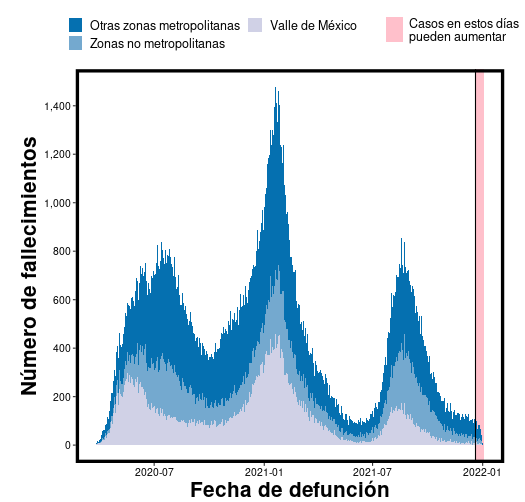 Otras zonas metropolitanas
Valle de México
Zonas no metropolitanas
Casos en estos días
pueden aumentar
Número de fallecimientos
1,400
1,200
1,000
800
600
400
200
0
2020-07
2021-01
2021-07
2022-01
Fecha de defunción